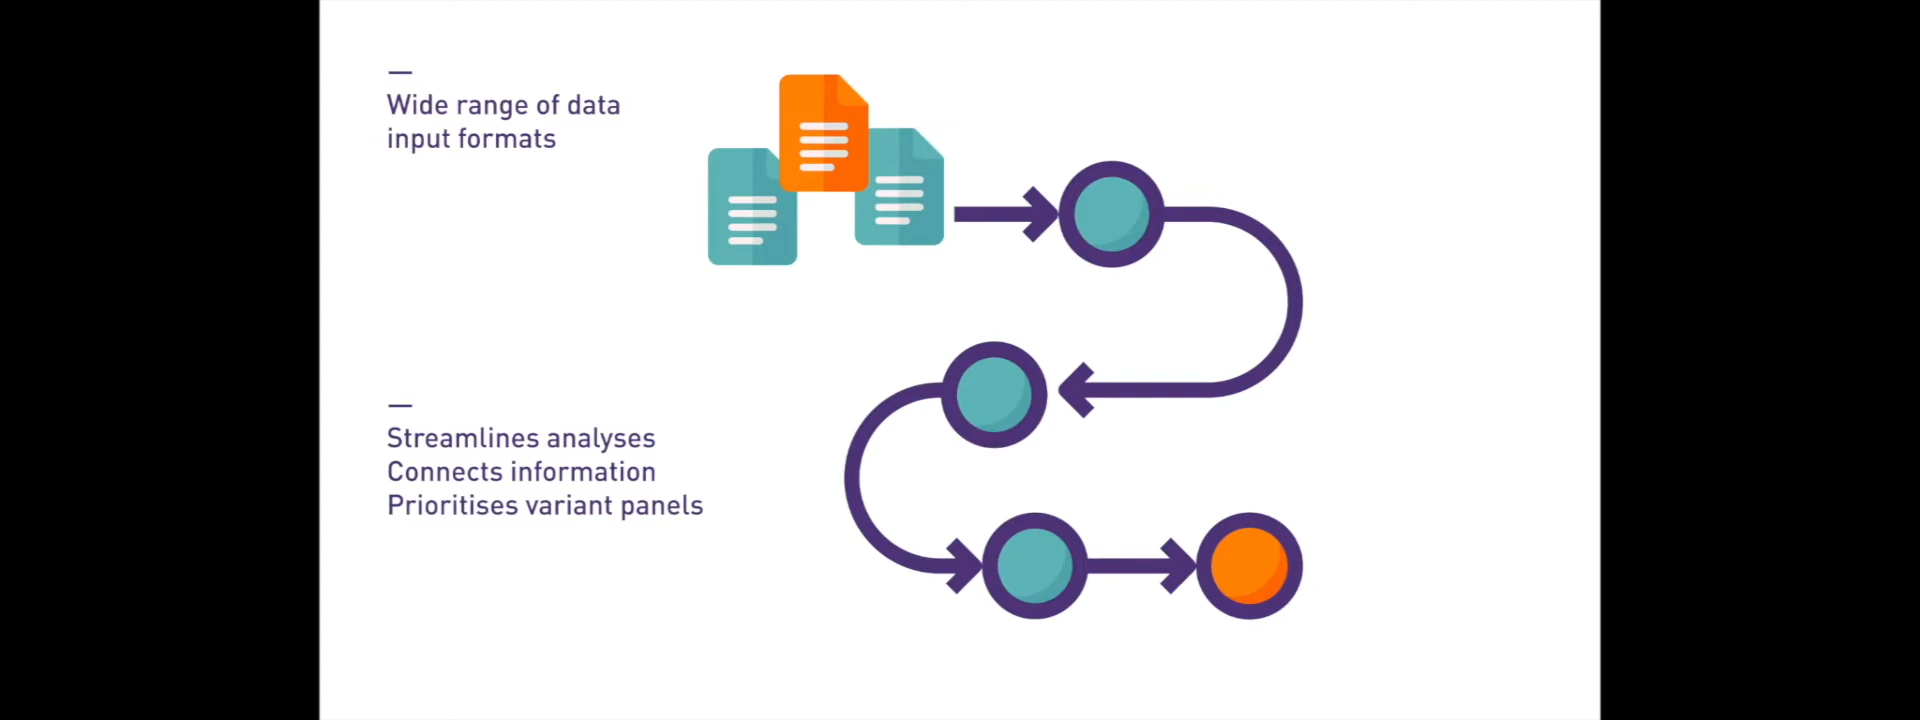 Wide range of data
input formats
Streamlines analyses
Connects information
Prioritises variant panels